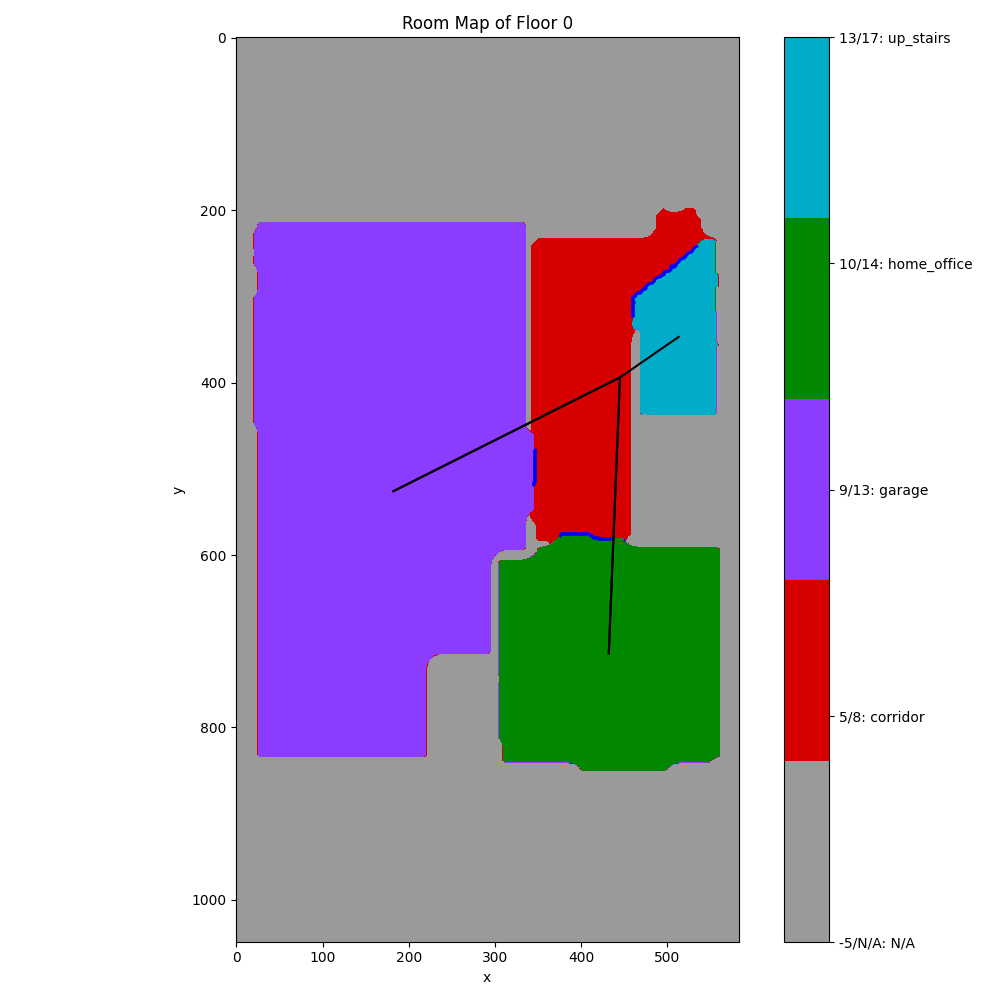 Room Map of Floor 0
0
200
400
600
800
1000
y
0
100
200
300
400
500
x
13/17: up_stairs
10/14: home_office
9/13: garage
5/8: corridor
-5/N/A: N/A